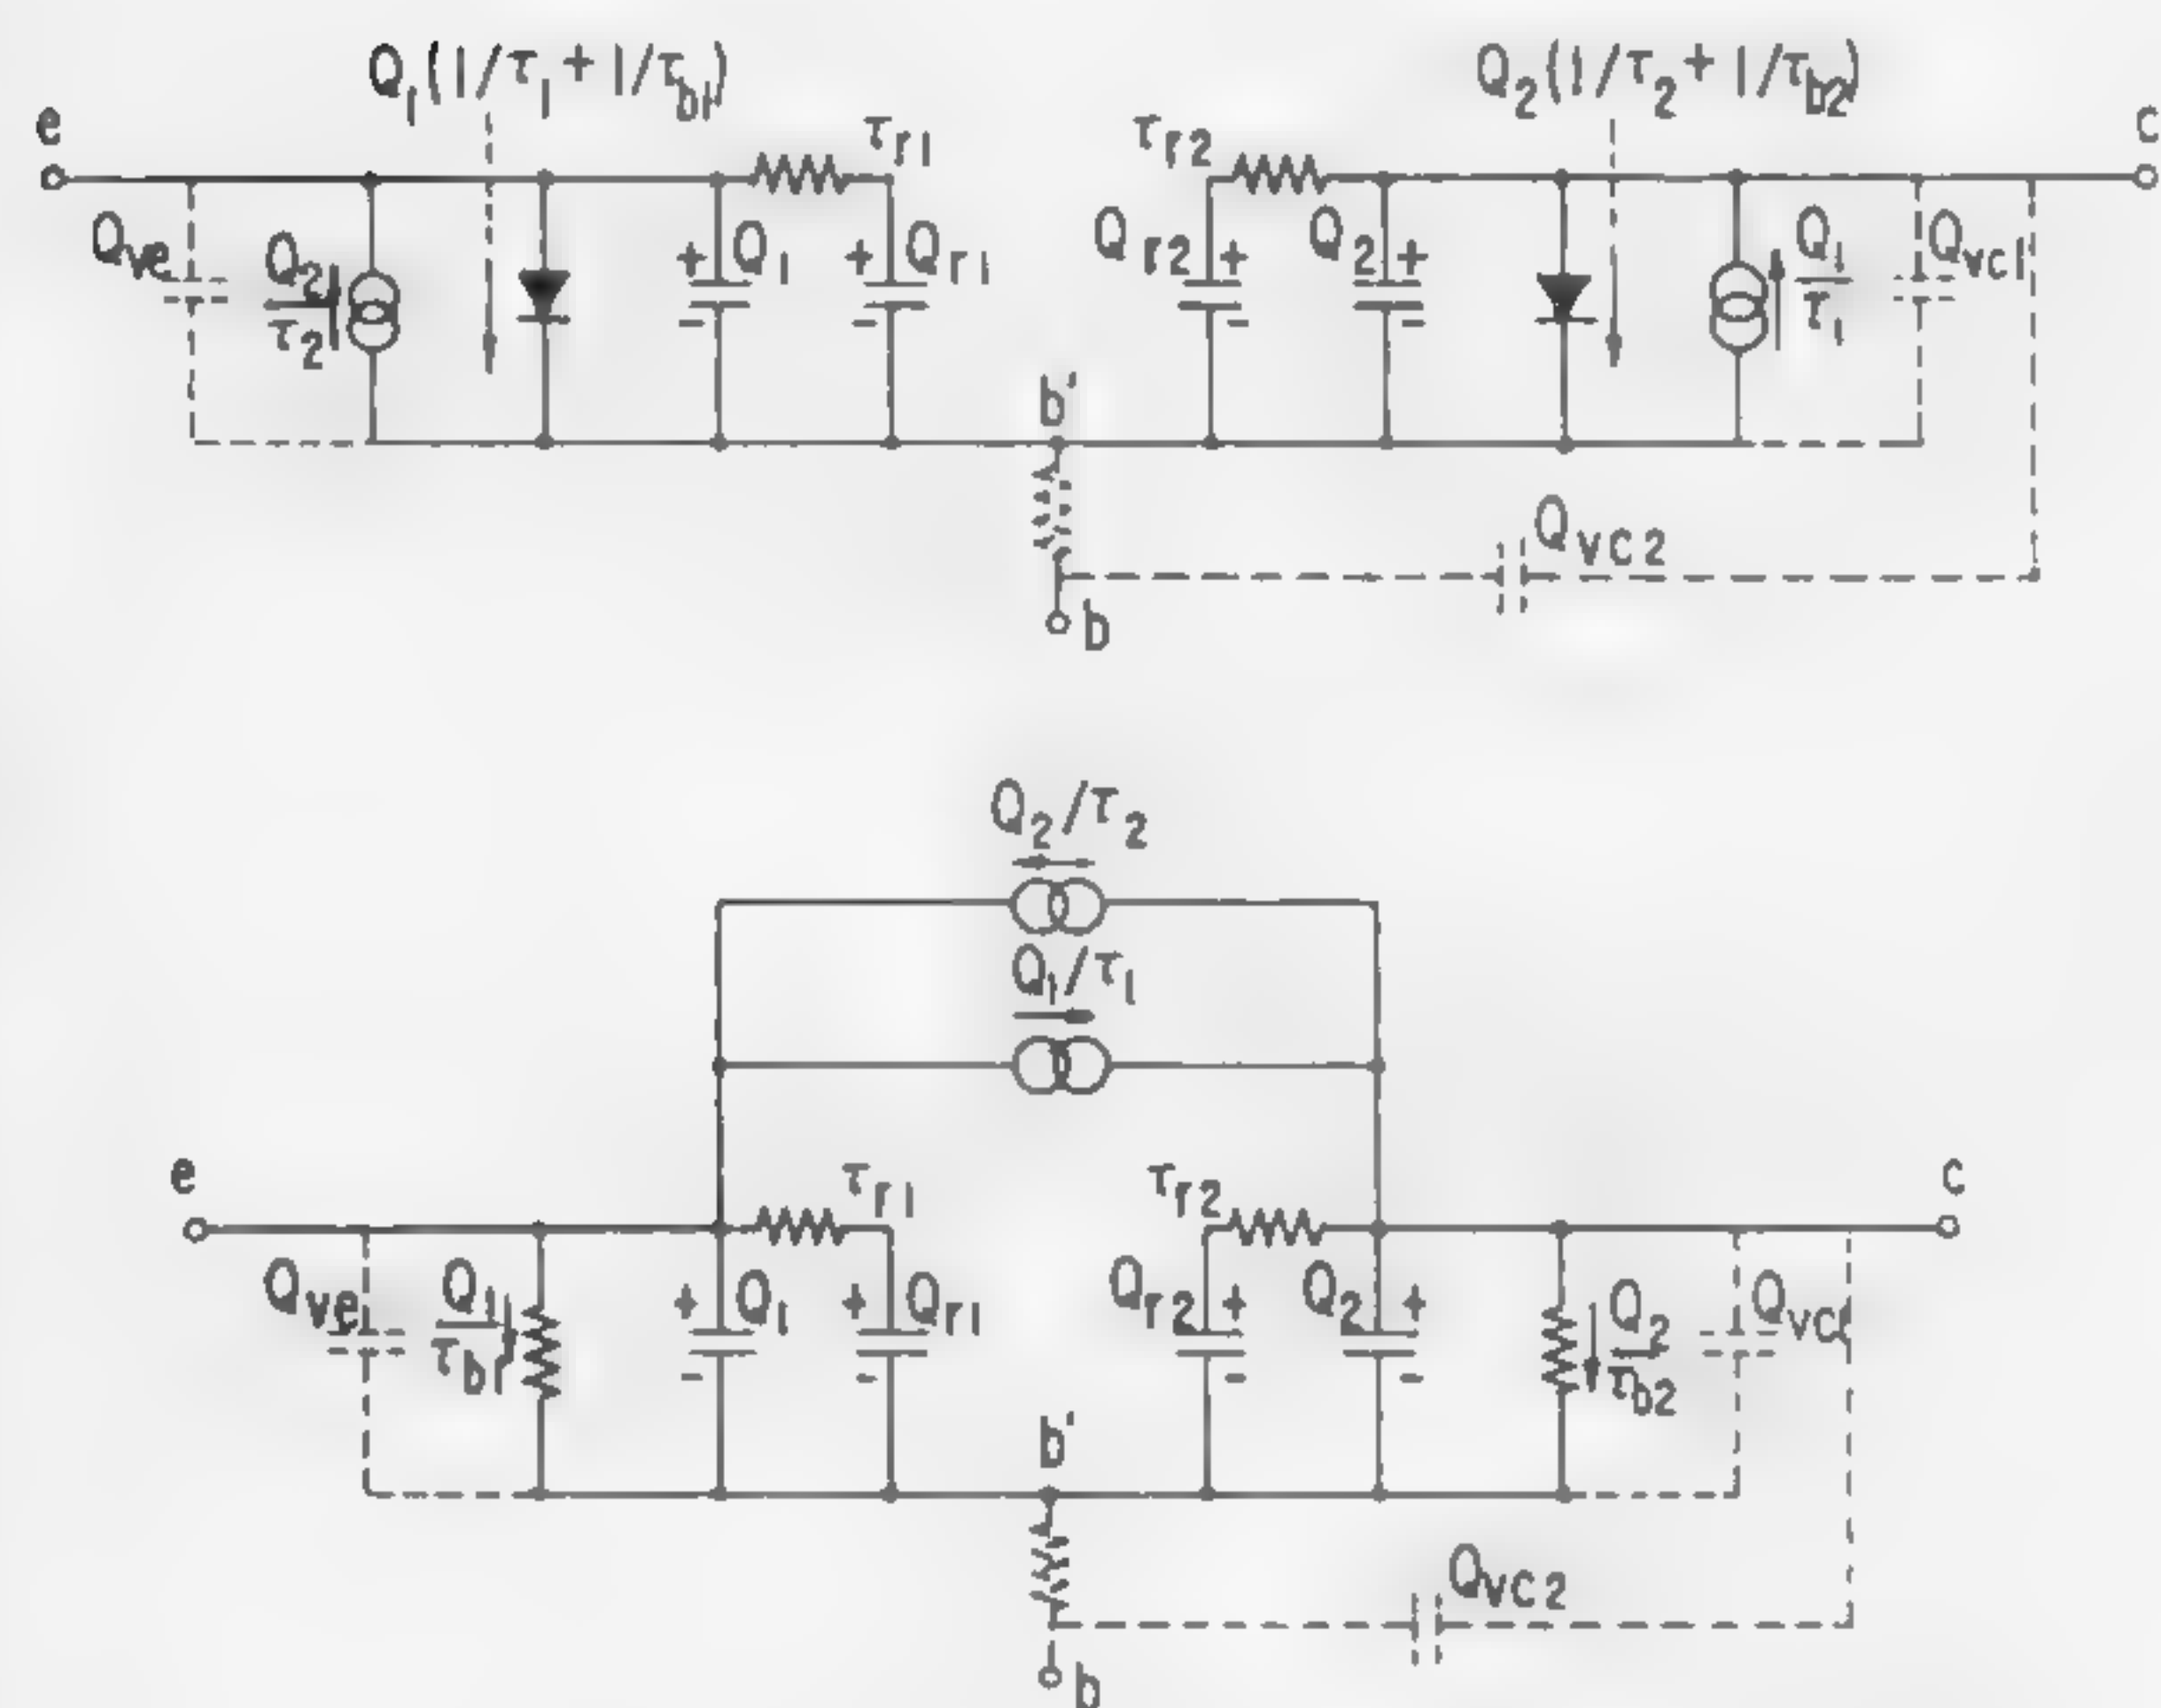 Q₁(1/τ₁ + 1/τb1)
Q₂(1/τ₂ + 1/τb2)
e
τr1
τr2
c
Qve
Q₂/τ₂
+ Q₁
+ Qr1
Qr2 +
Q₂ +
Q₁/τ₁
Qvc1
-
-
-
-
b'
Qvc2
b
Q₂/τ₂
Q₁/τ₁
e
τr1
τr2
c
Qve
Q₁/τb1
+ Q₁
+ Qr1
Qr2 +
Q₂ +
Q₂/τb2
Qvc1
-
-
-
-
b'
Qvc2
b